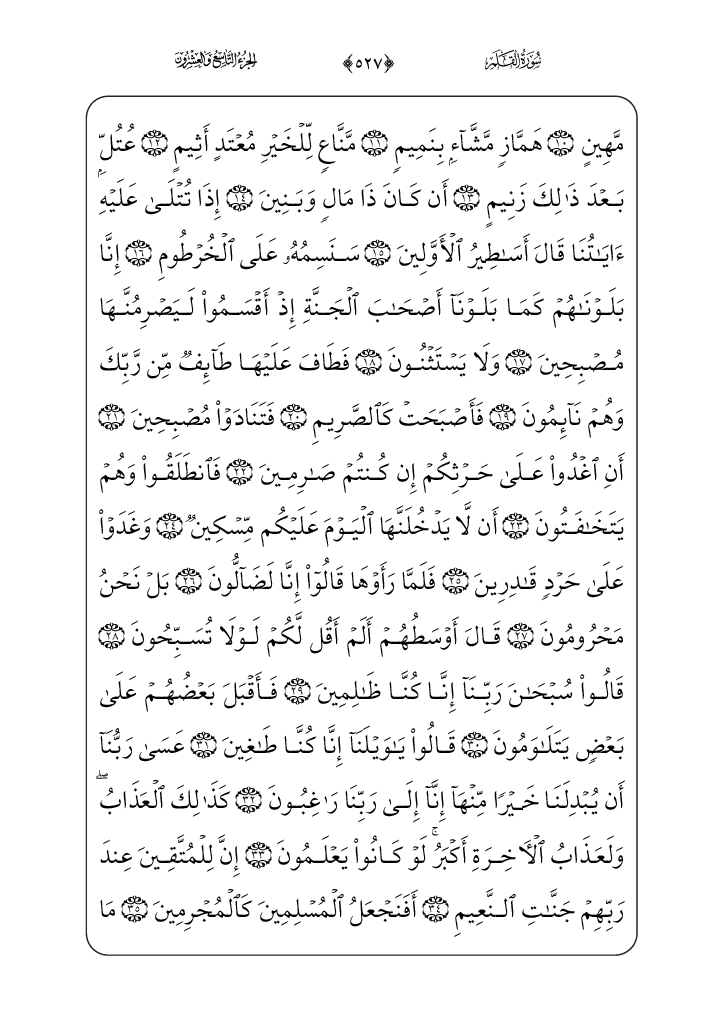 سُورَةُ القَلَمِ ﴿٥٢٧﴾ الجُزْءُ التَّاسِعُ وَالعِشْرُونَ
مَّهِينٍ ١٠ هَمَّازٖ مَّشَّآءِۭ بِنَمِيمٖ ١١ مَّنَّاعٖ لِّلۡخَيۡرِ مُعۡتَدٍ أَثِيمٍ ١٢ عُتُلِّۭ
بَعۡدَ ذَٰلِكَ زَنِيمٍ ١٣ أَن كَانَ ذَا مَالٖ وَبَنِينَ ١٤ إِذَا تُتۡلَىٰ عَلَيۡهِ
ءَايَٰتُنَا قَالَ أَسَٰطِيرُ ٱلۡأَوَّلِينَ ١٥ سَنَسِمُهُۥ عَلَى ٱلۡخُرۡطُومِ ١٦ إِنَّا
بَلَوۡنَٰهُمۡ كَمَا بَلَوۡنَآ أَصۡحَٰبَ ٱلۡجَنَّةِ إِذۡ أَقۡسَمُواْ لَيَصۡرِمُنَّهَا
مُصۡبِحِينَ ١٧ وَلَا يَسۡتَثۡنُونَ ١٨ فَطَافَ عَلَيۡهَا طَآئِفٞ مِّن رَّبِّكَ
وَهُمۡ نَآئِمُونَ ١٩ فَأَصۡبَحَتۡ كَٱلصَّرِيمِ ٢٠ فَتَنَادَوۡاْ مُصۡبِحِينَ ٢١
أَنِ ٱغۡدُواْ عَلَىٰ حَرۡثِكُمۡ إِن كُنتُمۡ صَٰرِمِينَ ٢٢ فَٱنطَلَقُواْ وَهُمۡ
يَتَخَٰفَتُونَ ٢٣ أَن لَّا يَدۡخُلَنَّهَا ٱلۡيَوۡمَ عَلَيۡكُم مِّسۡكِينٞ ٢٤ وَغَدَوۡاْ
عَلَىٰ حَرۡدٖ قَٰدِرِينَ ٢٥ فَلَمَّا رَأَوۡهَا قَالُوٓاْ إِنَّا لَضَآلُّونَ ٢٦ بَلۡ نَحۡنُ
مَحۡرُومُونَ ٢٧ قَالَ أَوۡسَطُهُمۡ أَلَمۡ أَقُل لَّكُمۡ لَوۡلَا تُسَبِّحُونَ ٢٨
قَالُواْ سُبۡحَٰنَ رَبِّنَآ إِنَّا كُنَّا ظَٰلِمِينَ ٢٩ فَأَقۡبَلَ بَعۡضُهُمۡ عَلَىٰ
بَعۡضٖ يَتَلَٰوَمُونَ ٣٠ قَالُواْ يَٰوَيۡلَنَآ إِنَّا كُنَّا طَٰغِينَ ٣١ عَسَىٰ رَبُّنَآ
أَن يُبۡدِلَنَا خَيۡرٗا مِّنۡهَآ إِنَّآ إِلَىٰ رَبِّنَا رَٰغِبُونَ ٣٢ كَذَٰلِكَ ٱلۡعَذَابُۖ
وَلَعَذَابُ ٱلۡأٓخِرَةِ أَكۡبَرُۚ لَوۡ كَانُواْ يَعۡلَمُونَ ٣٣ إِنَّ لِلۡمُتَّقِينَ عِندَ
رَبِّهِمۡ جَنَّٰتِ ٱلنَّعِيمِ ٣٤ أَفَنَجۡعَلُ ٱلۡمُسۡلِمِينَ كَٱلۡمُجۡرِمِينَ ٣٥ مَا